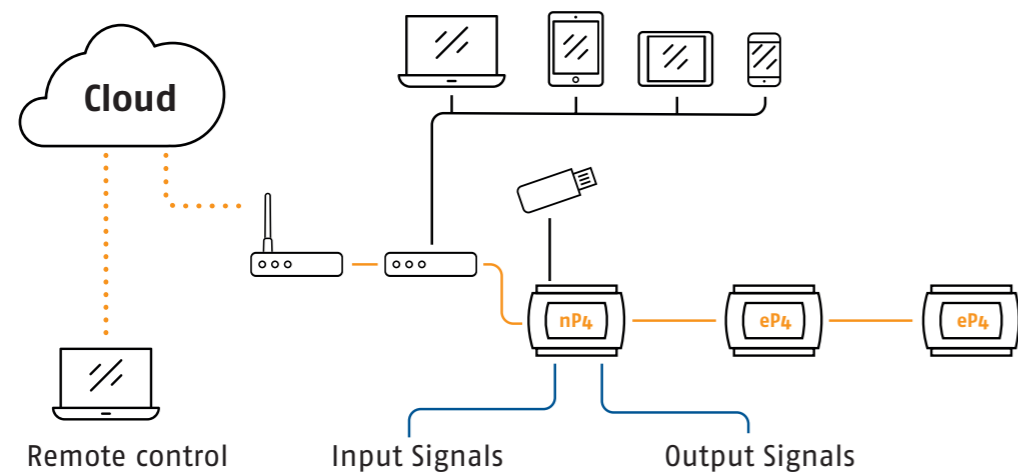 Cloud
nP4
eP4
eP4
Remote control
Input Signals
Output Signals